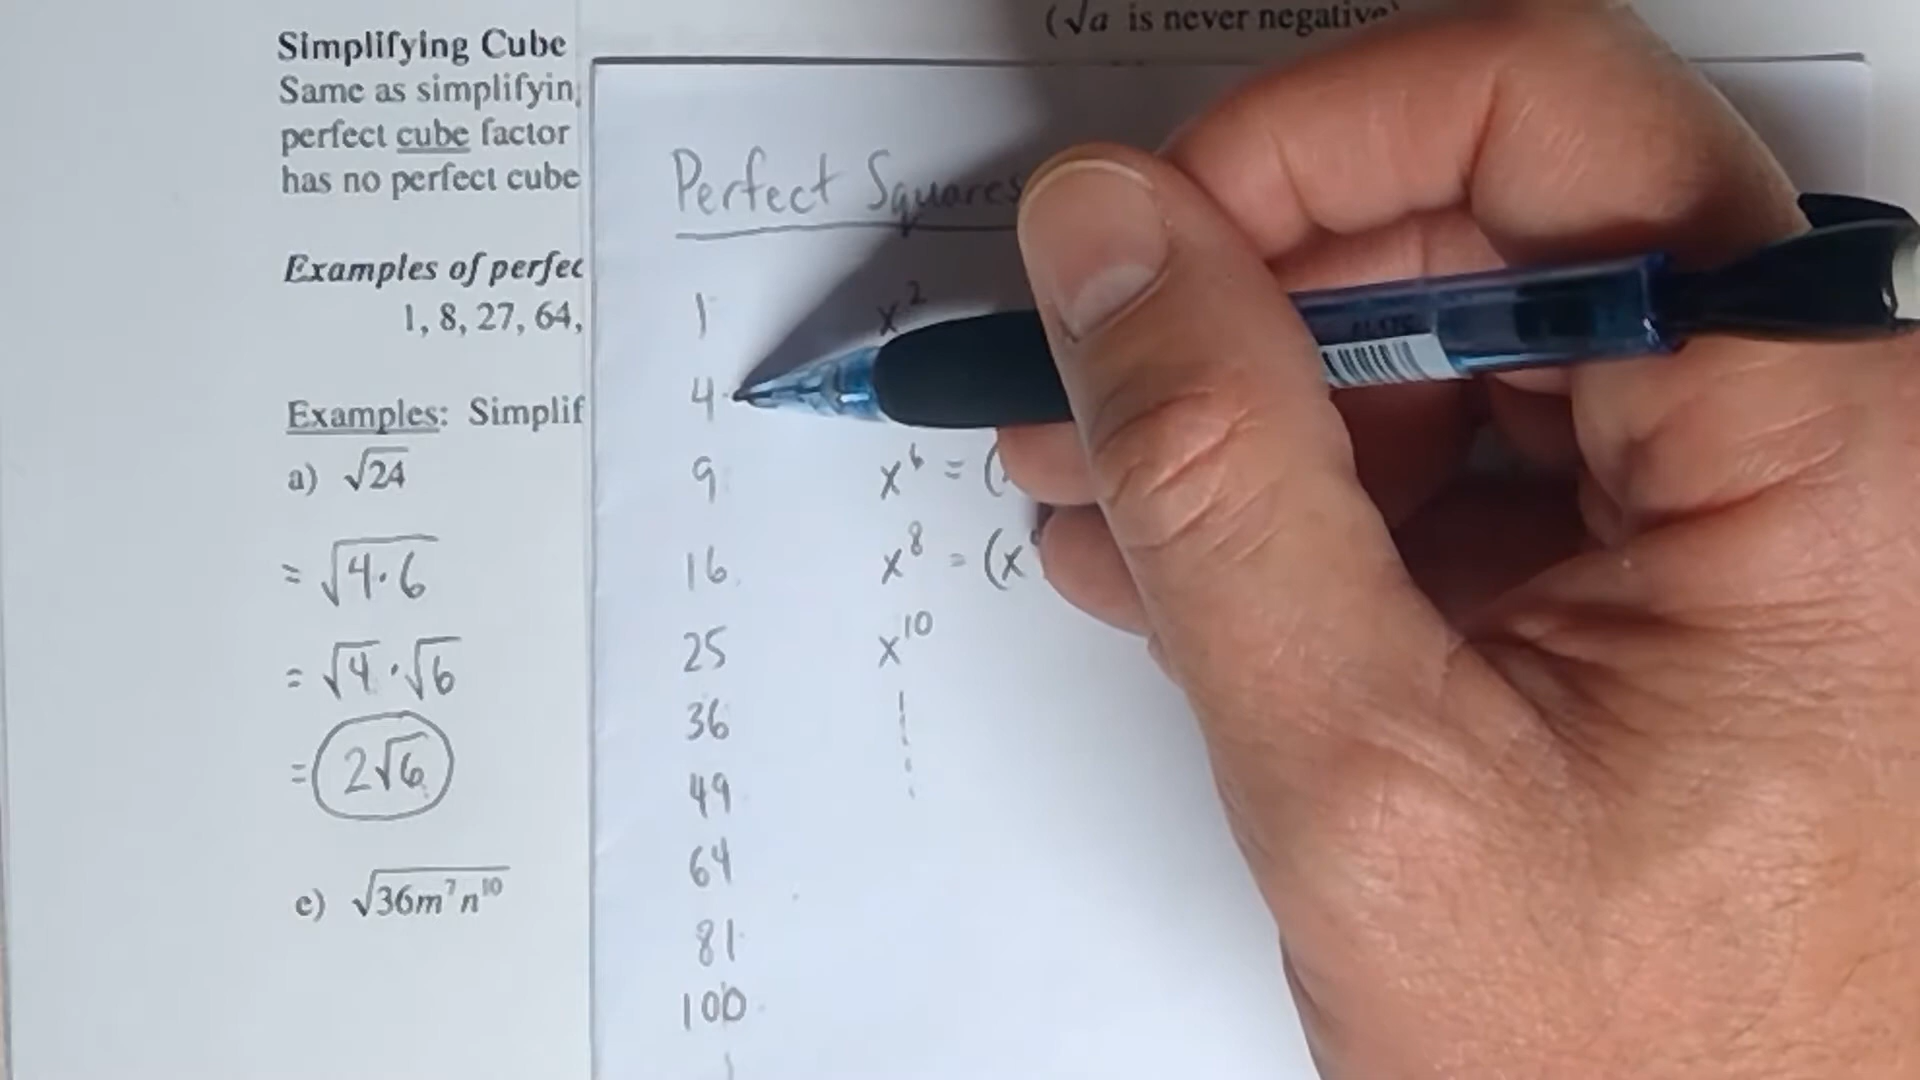 (√a is never negative)
Simplifying Cube
Same as simplifyin
perfect cube factor
has no perfect cube
Examples of perfec
1, 8, 27, 64,
Examples: Simplif
a) √24
= √4·6
= √4 · √6
= 2√6
e) √36m⁷n¹⁰
Perfect Squares
1 x²
4
9 x⁶ = (
16 x⁸ = (x
25 x¹⁰
36
49
64
81
100